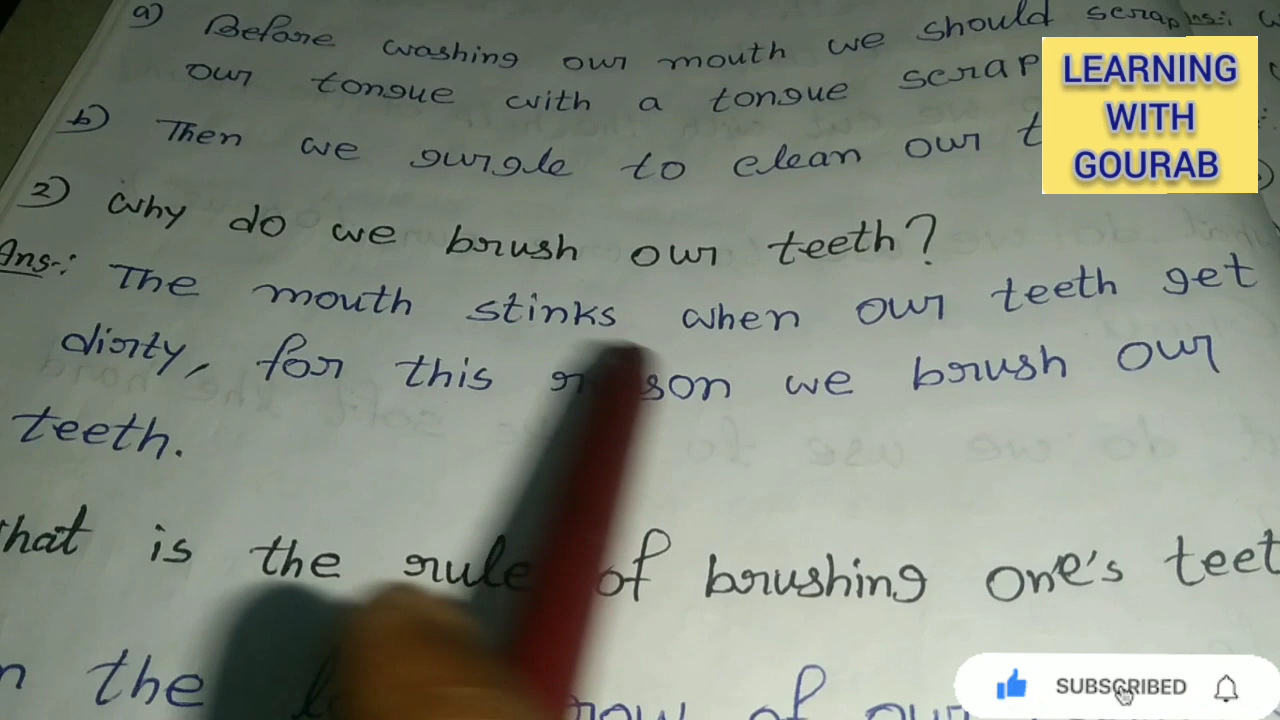 a) Before washing our mouth we should scrap
our tongue with a tongue scrap
b) Then we gurgle to clean our t
2) Why do we brush our teeth?
Ans:- The mouth stinks when our teeth get
dirty, for this we brush our
teeth.
hat is the rule of brushing one's teet
n the of our
LEARNING
WITH
GOURAB
SUBSCRIBED